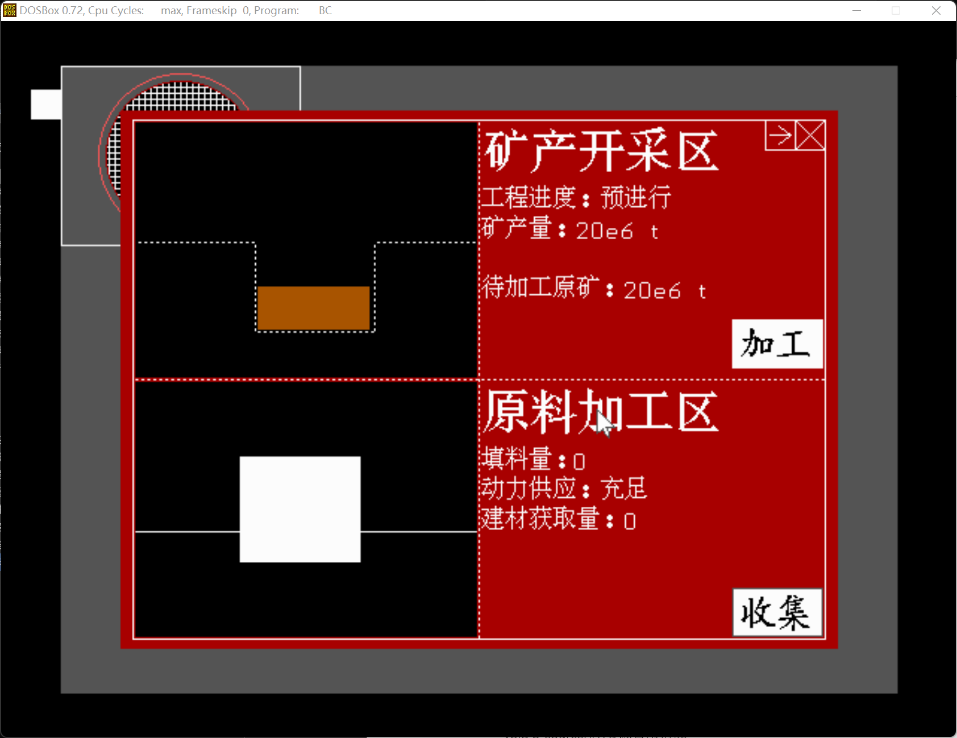 DOSBox 0.72, Cpu Cycles: max, Frameskip 0, Program: BC
矿产开采区
工程进度：预进行
矿产量：20e6 t
待加工原矿：20e6 t
加工
原料加工区
填料量：0
动力供应：充足
建材获取量：0
收集